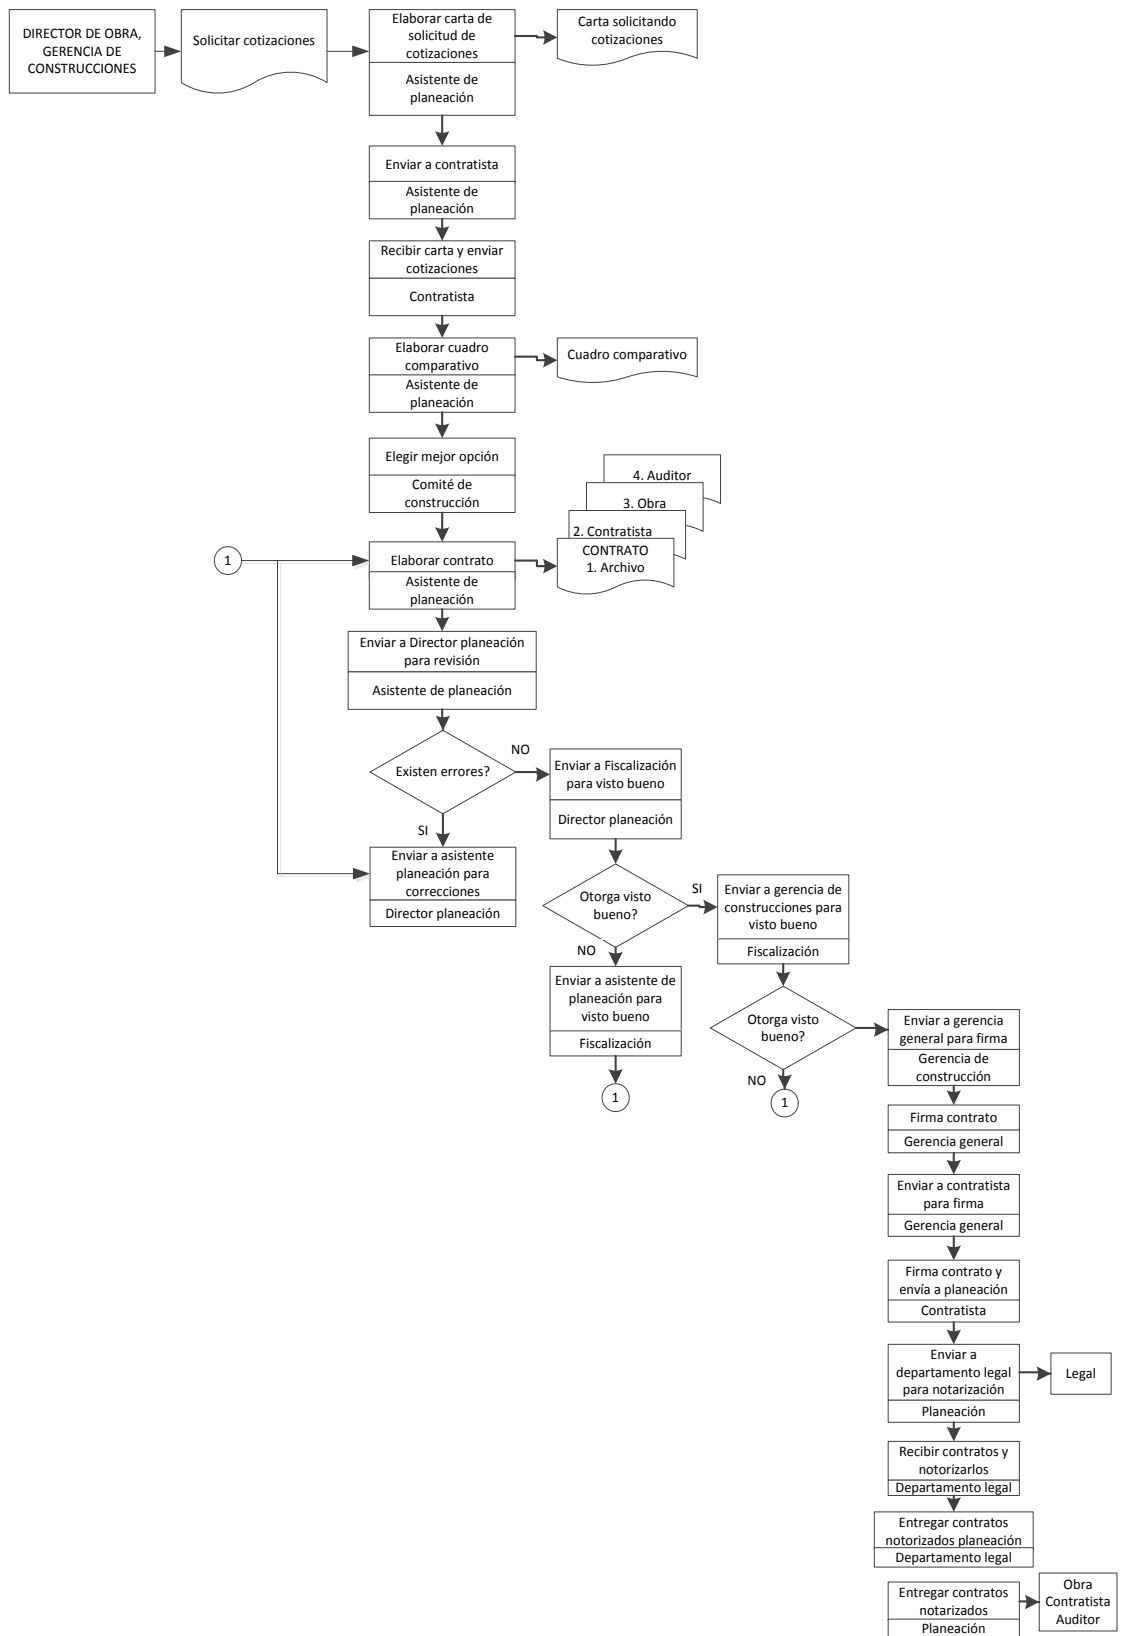 DIRECTOR DE OBRA,
GERENCIA DE
CONSTRUCCIONES
Solicitar cotizaciones
Elaborar carta de
solicitud de
cotizaciones
Asistente de
planeación
Carta solicitando
cotizaciones
Enviar a contratista
Asistente de
planeación
Recibir carta y enviar
cotizaciones
Contratista
Elaborar cuadro
comparativo
Asistente de
planeación
Cuadro comparativo
Elegir mejor opción
Comité de
construcción
4. Auditor
3. Obra
2. Contratista
CONTRATO
1. Archivo
1
Elaborar contrato
Asistente de
planeación
Enviar a Director planeación
para revisión
Asistente de planeación
Existen errores?
NO
SI
Enviar a Fiscalización
para visto bueno
Director planeación
Enviar a asistente
planeación para
correcciones
Director planeación
Otorga visto
bueno?
SI
NO
Enviar a gerencia de
construcciones para
visto bueno
Fiscalización
Enviar a asistente de
planeación para
visto bueno
Fiscalización
1
Otorga visto
bueno?
NO
1
Enviar a gerencia
general para firma
Gerencia de
construcción
Firma contrato
Gerencia general
Enviar a contratista
para firma
Gerencia general
Firma contrato y
envía a planeación
Contratista
Enviar a
departamento legal
para notarización
Planeación
Legal
Recibir contratos y
notorizarlos
Departamento legal
Entregar contratos
notorizados planeación
Departamento legal
Entregar contratos
notarizados
Planeación
Obra
Contratista
Auditor